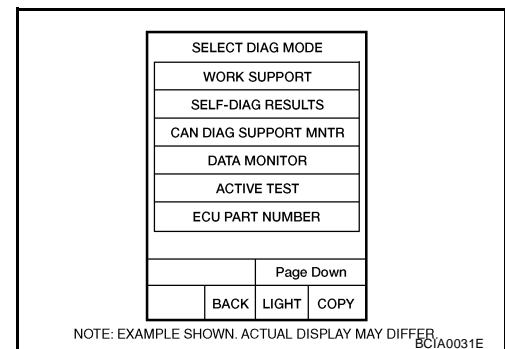 SELECT DIAG MODE
WORK SUPPORT
SELF-DIAG RESULTS
CAN DIAG SUPPORT MNTR
DATA MONITOR
ACTIVE TEST
ECU PART NUMBER
Page Down
BACK LIGHT COPY
NOTE: EXAMPLE SHOWN. ACTUAL DISPLAY MAY DIFFER.
BCIA0031E